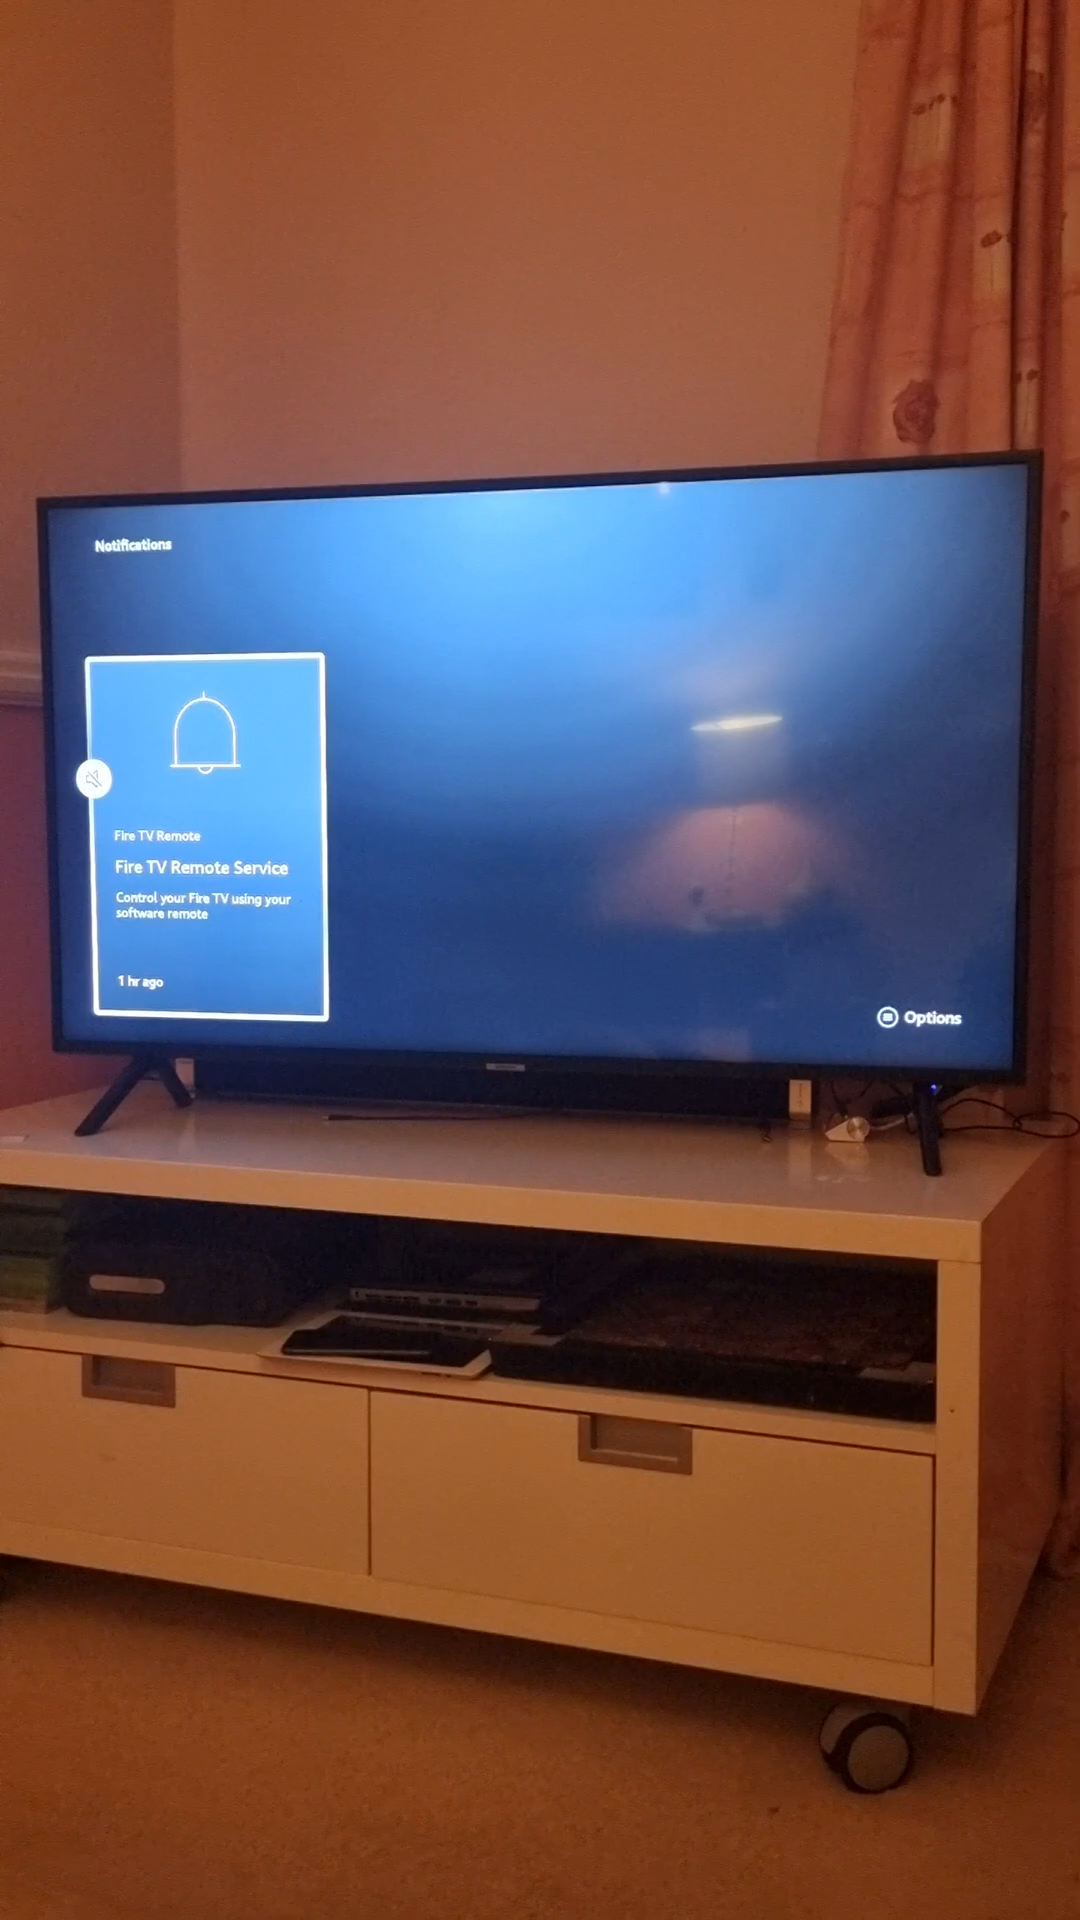 Notifications
Fire TV Remote
Fire TV Remote Service
Control your Fire TV using your
software remote
1 hr ago
Options